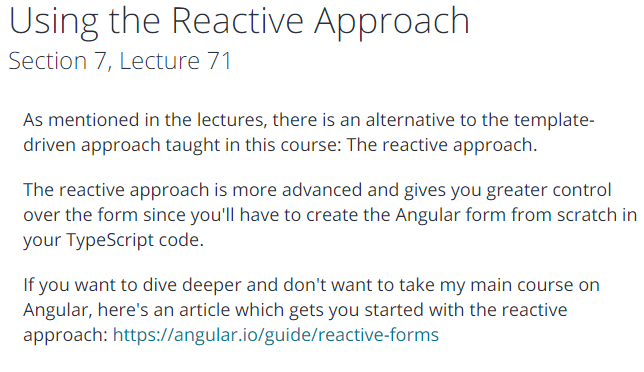 Using the Reactive Approach
Section 7, Lecture 71
As mentioned in the lectures, there is an alternative to the template-
driven approach taught in this course: The reactive approach.
The reactive approach is more advanced and gives you greater control
over the form since you'll have to create the Angular form from scratch in
your TypeScript code.
If you want to dive deeper and don't want to take my main course on
Angular, here's an article which gets you started with the reactive
approach: https://angular.io/guide/reactive-forms